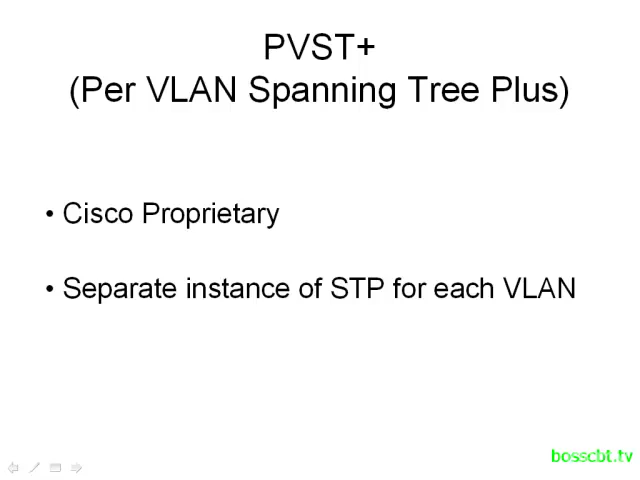 PVST+
(Per VLAN Spanning Tree Plus)
• Cisco Proprietary
• Separate instance of STP for each VLAN
bosscbt.tv